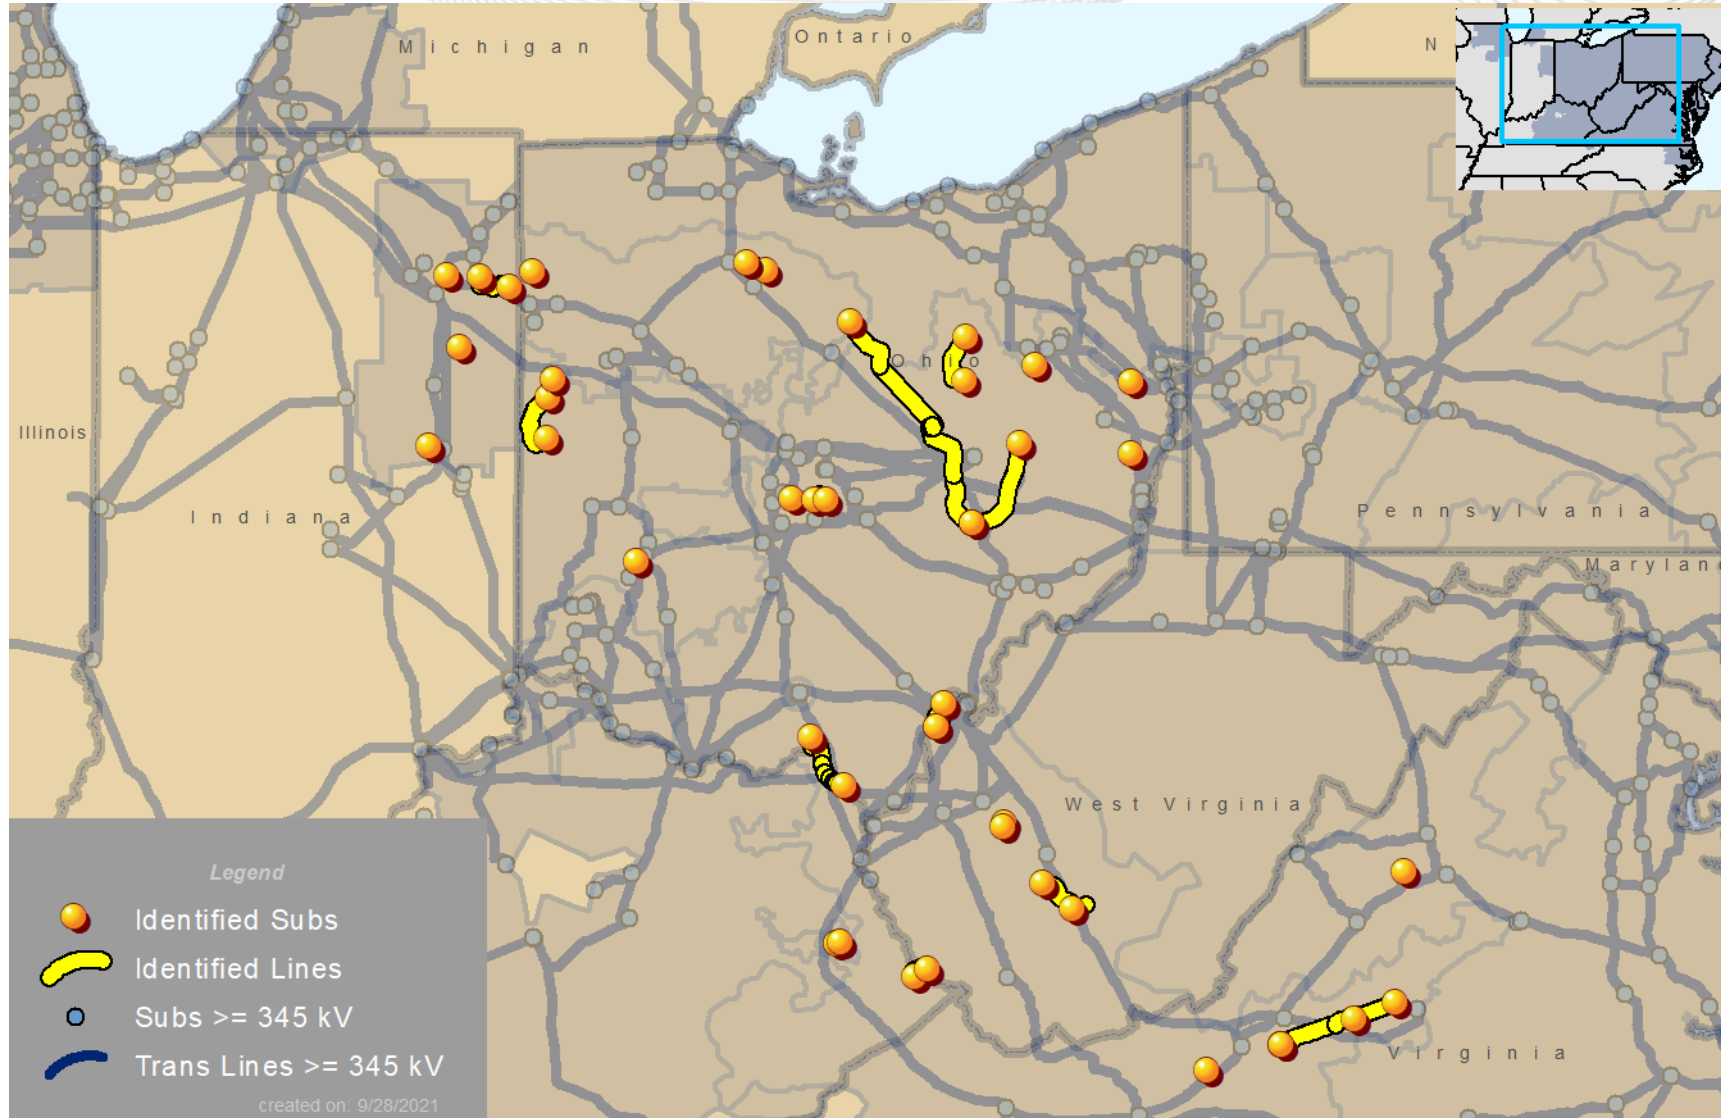 Michigan
Ontario
N
Ohio
Illinois
Indiana
Pennsylvania
Marylan
West Virginia
Virginia
Legend
Identified Subs
Identified Lines
Subs >= 345 kV
Trans Lines >= 345 kV
created on: 9/28/2021